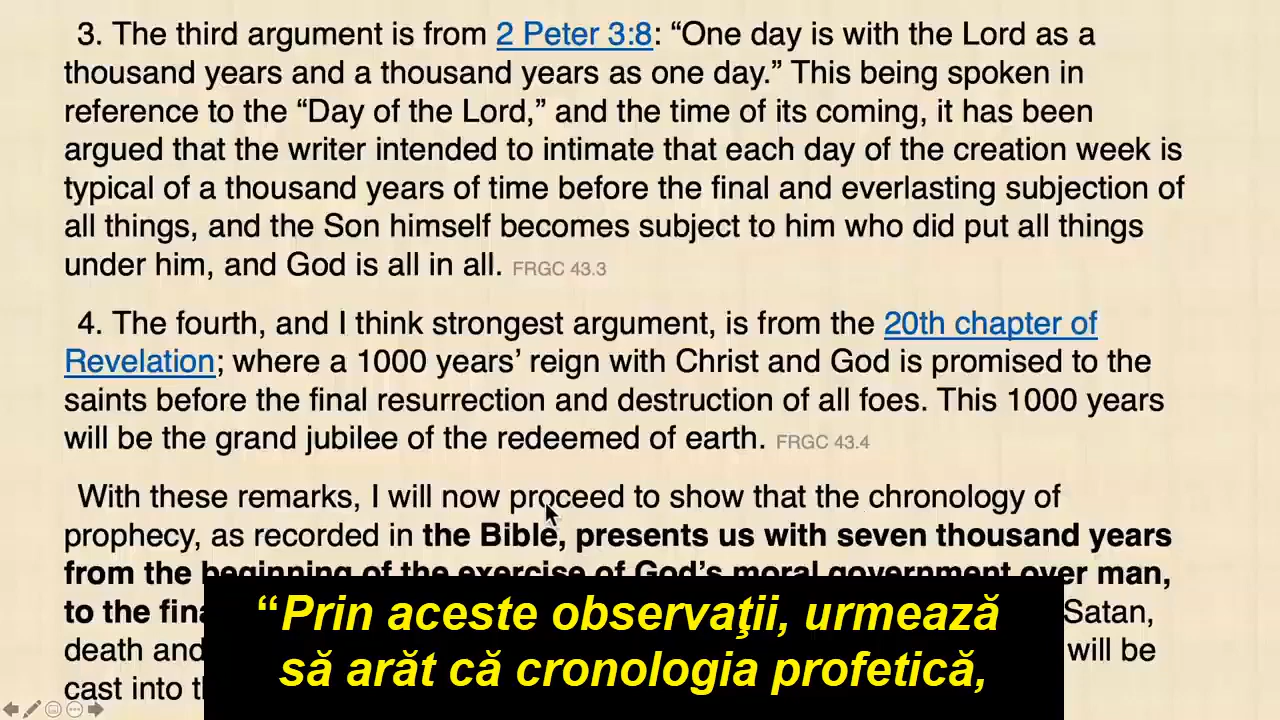 3. The third argument is from 2 Peter 3:8: “One day is with the Lord as a
thousand years and a thousand years as one day.” This being spoken in
reference to the “Day of the Lord,” and the time of its coming, it has been
argued that the writer intended to intimate that each day of the creation week is
typical of a thousand years of time before the final and everlasting subjection of
all things, and the Son himself becomes subject to him who did put all things
under him, and God is all in all. FRGC 43.3
4. The fourth, and I think strongest argument, is from the 20th chapter of
Revelation; where a 1000 years’ reign with Christ and God is promised to the
saints before the final resurrection and destruction of all foes. This 1000 years
will be the grand jubilee of the redeemed of earth. FRGC 43.4
With these remarks, I will now proceed to show that the chronology of
prophecy, as recorded in the Bible, presents us with seven thousand years
from the beginning of the exercise of God’s moral government over man,
to the Satan,
death and will be
cast into
“Prin aceste observaţii, urmează
să arăt că cronologia profetică,